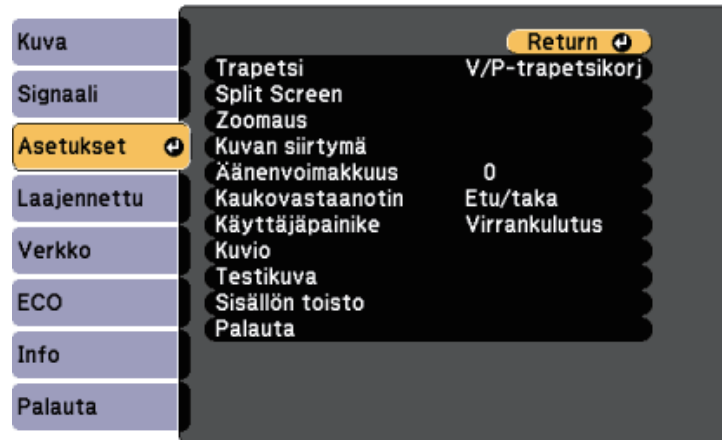 Kuva
Signaali
Asetukset
Laajennettu
Verkko
ECO
Info
Palauta
Return
Trapetsi V/P-trapetsikorj
Split Screen
Zoomaus
Kuvan siirtymä
Äänenvoimakkuus 0
Kaukovastaanotin Etu/taka
Käyttäjäpainike Virrankulutus
Kuvio
Testikuva
Sisällön toisto
Palauta